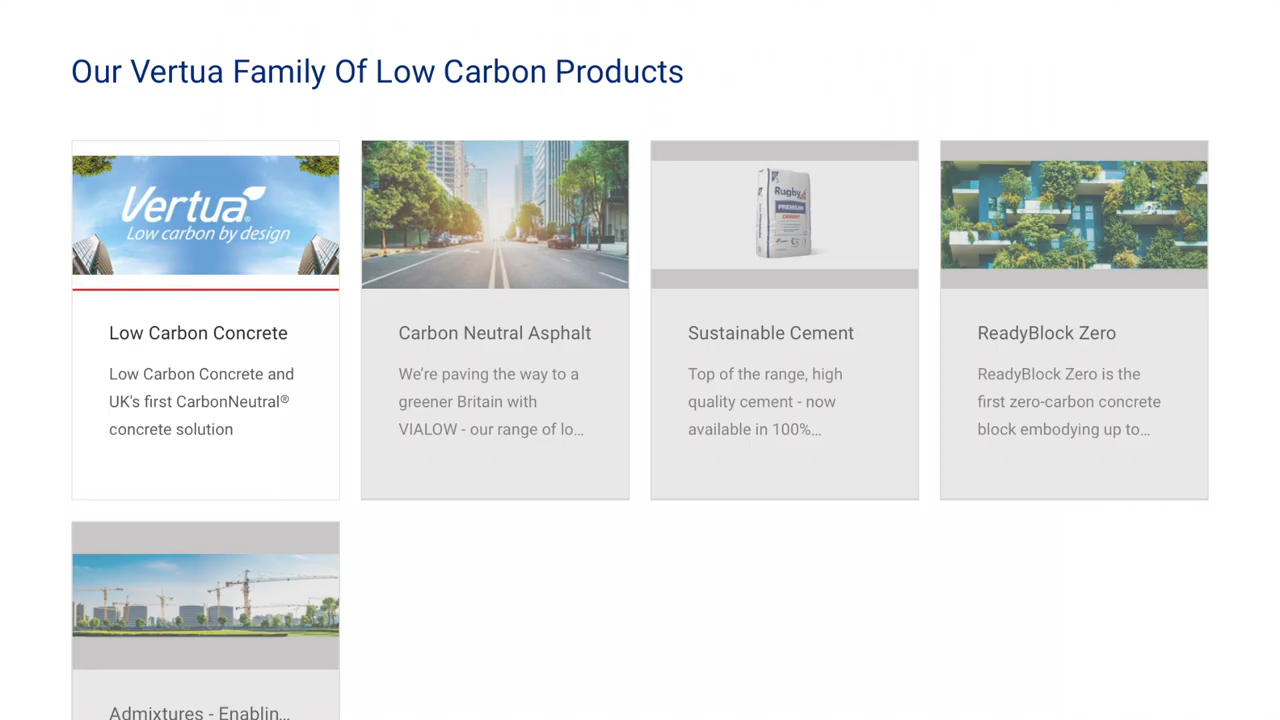 Our Vertua Family Of Low Carbon Products
Vertua®
Low carbon by design
Low Carbon Concrete
Low Carbon Concrete and
UK's first CarbonNeutral®
concrete solution
Carbon Neutral Asphalt
We're paving the way to a
greener Britain with
VIALOW - our range of lo...
Rugby
PREMIUM
CEMENT
Sustainable Cement
Top of the range, high
quality cement - now
available in 100%...
ReadyBlock Zero
ReadyBlock Zero is the
first zero-carbon concrete
block embodying up to...
Admixtures - Enablin...